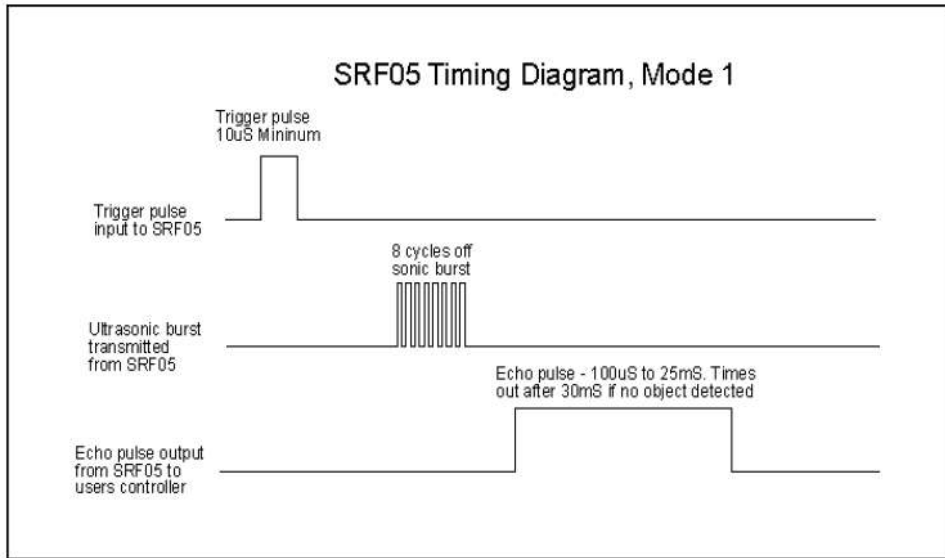 SRF05 Timing Diagram, Mode 1
Trigger pulse
10uS Mininum
Trigger pulse
input to SRF05
8 cycles off
sonic burst
Ultrasonic burst
transmitted
from SRF05
Echo pulse - 100uS to 25mS. Times
out after 30mS if no object detected
Echo pulse output
from SRF05 to
users controller